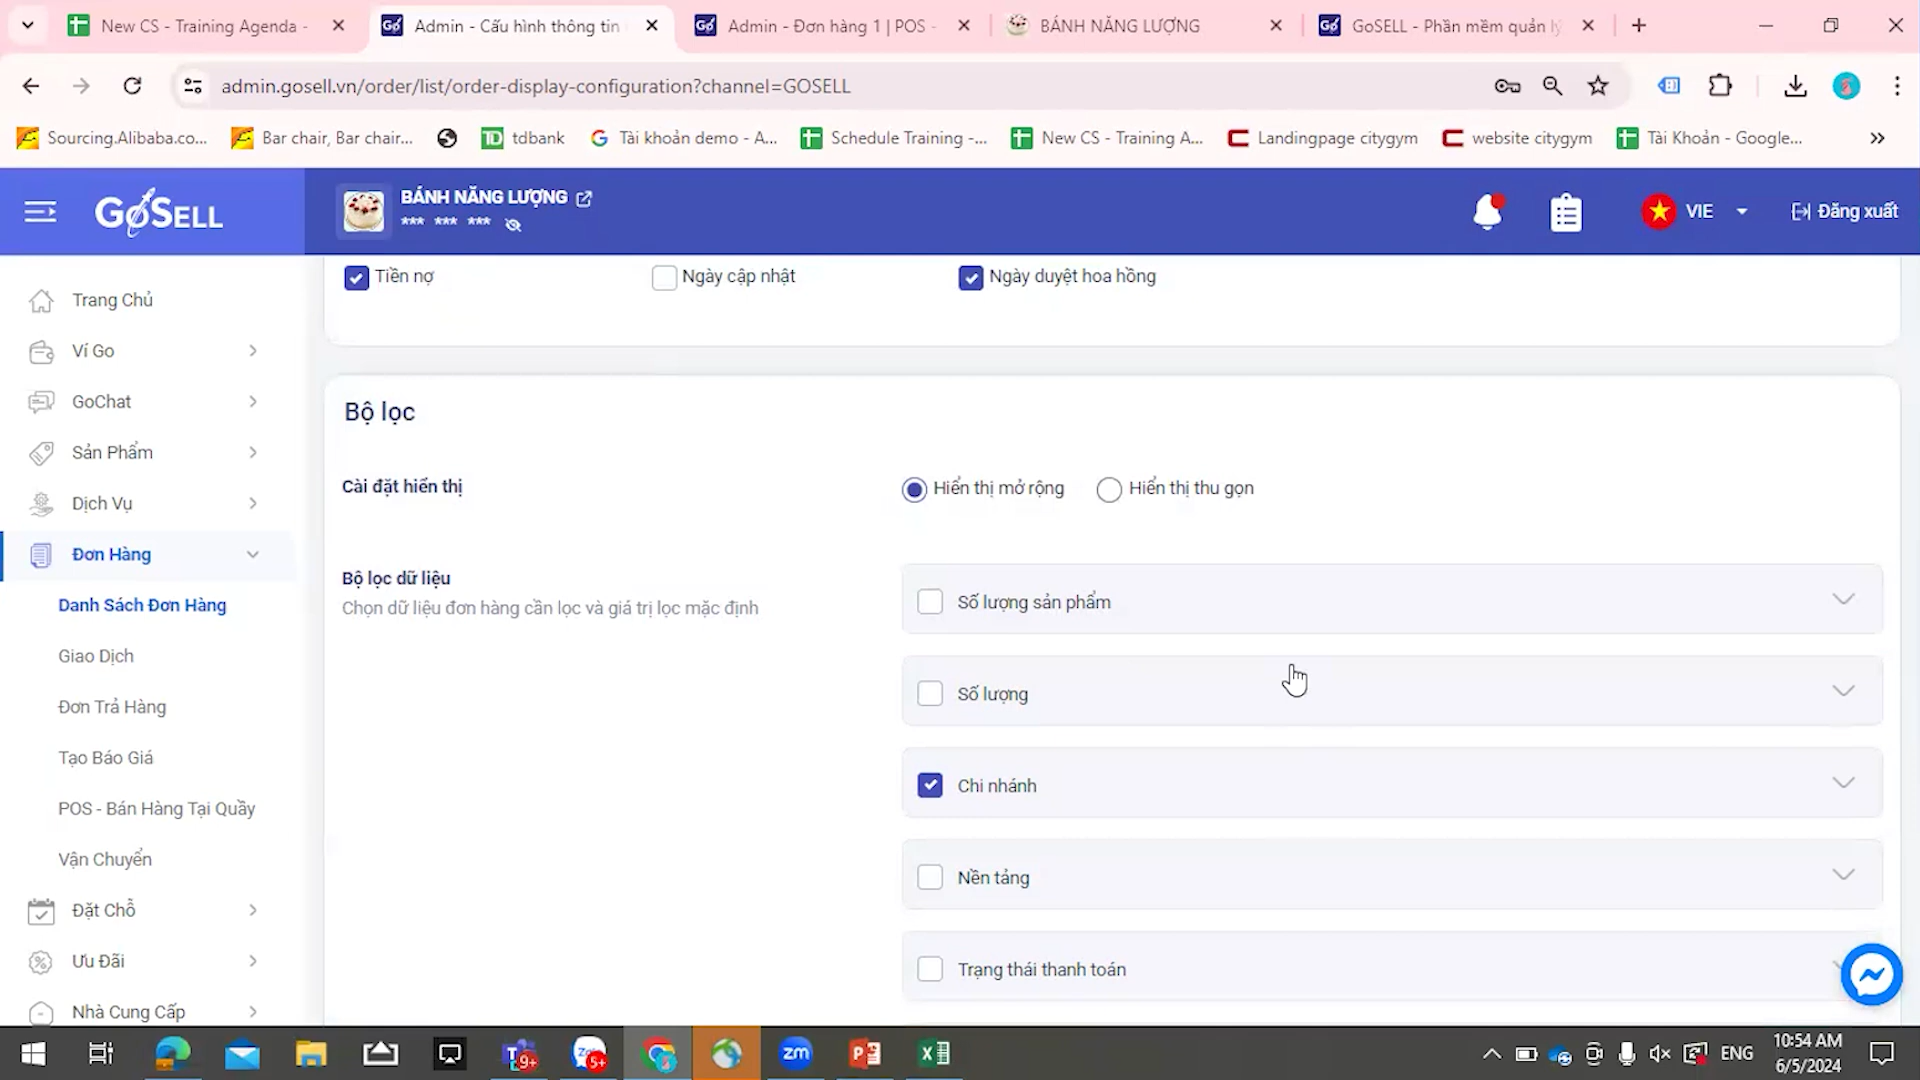 New CS - Training Agenda -
Admin - Cấu hình thông tin
Admin - Đơn hàng 1 | POS -
BÁNH NĂNG LƯỢNG
GoSELL - Phần mềm quản lý
admin.gosell.vn/order/list/order-display-configuration?channel=GOSELL
Sourcing.Alibaba.co...
Bar chair, Bar chair...
tdbank
Tài khoản demo - A...
Schedule Training -...
New CS - Training A...
Landingpage citygym
website citygym
Tài Khoản - Google...
GoSELL
BÁNH NĂNG LƯỢNG
*** *** ***
VIE
Đăng xuất
Trang Chủ
Ví Go
GoChat
Sản Phẩm
Dịch Vụ
Đơn Hàng
Danh Sách Đơn Hàng
Giao Dịch
Đơn Trả Hàng
Tạo Báo Giá
POS - Bán Hàng Tại Quầy
Vận Chuyển
Đặt Chỗ
Ưu Đãi
Nhà Cung Cấp
Tiền nợ
Ngày cập nhật
Ngày duyệt hoa hồng
Bộ lọc
Cài đặt hiển thị
Hiển thị mở rộng
Hiển thị thu gọn
Bộ lọc dữ liệu
Chọn dữ liệu đơn hàng cần lọc và giá trị lọc mặc định
Số lượng sản phẩm
Số lượng
Chi nhánh
Nền tảng
Trạng thái thanh toán
9+
5+
zm
ENG
10:54 AM
6/5/2024